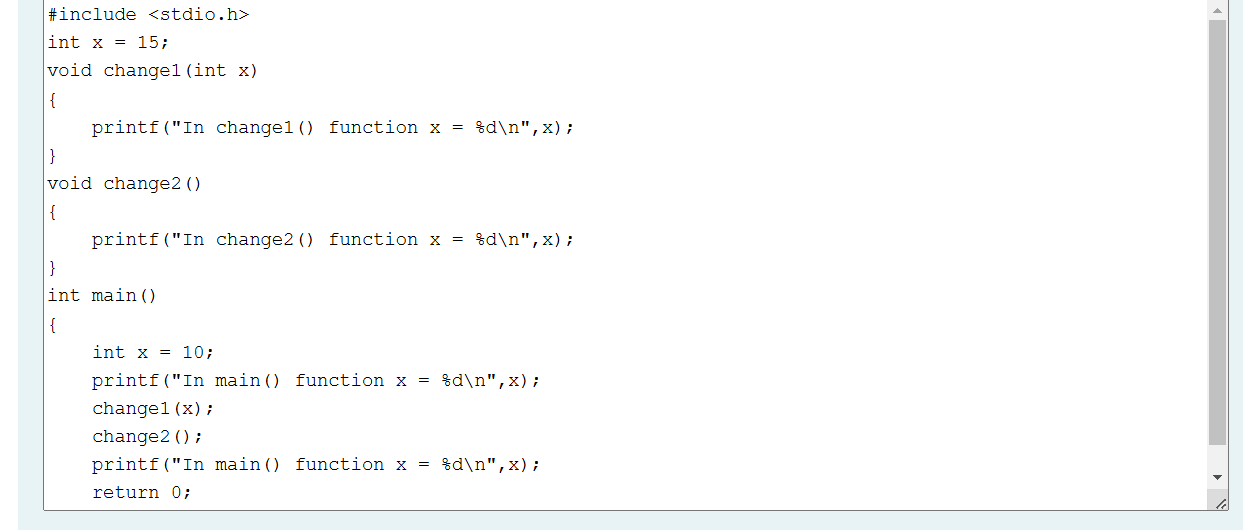 #include <stdio.h>
int x = 15;
void change1(int x)
{
    printf("In change1() function x = %d\n",x);
}
void change2()
{
    printf("In change2() function x = %d\n",x);
}
int main()
{
    int x = 10;
    printf("In main() function x = %d\n",x);
    change1(x);
    change2();
    printf("In main() function x = %d\n",x);
    return 0;